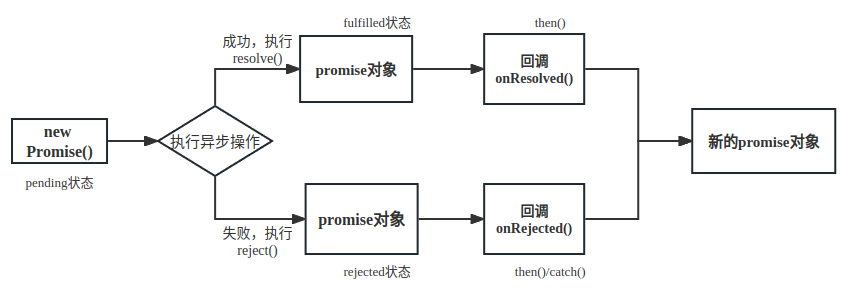 fulfilled状态
then()
成功，执行
resolve()
promise对象
回调
onResolved()
new
Promise()
pending状态
执行异步操作
新的promise对象
失败，执行
reject()
promise对象
rejected状态
回调
onRejected()
then()/catch()